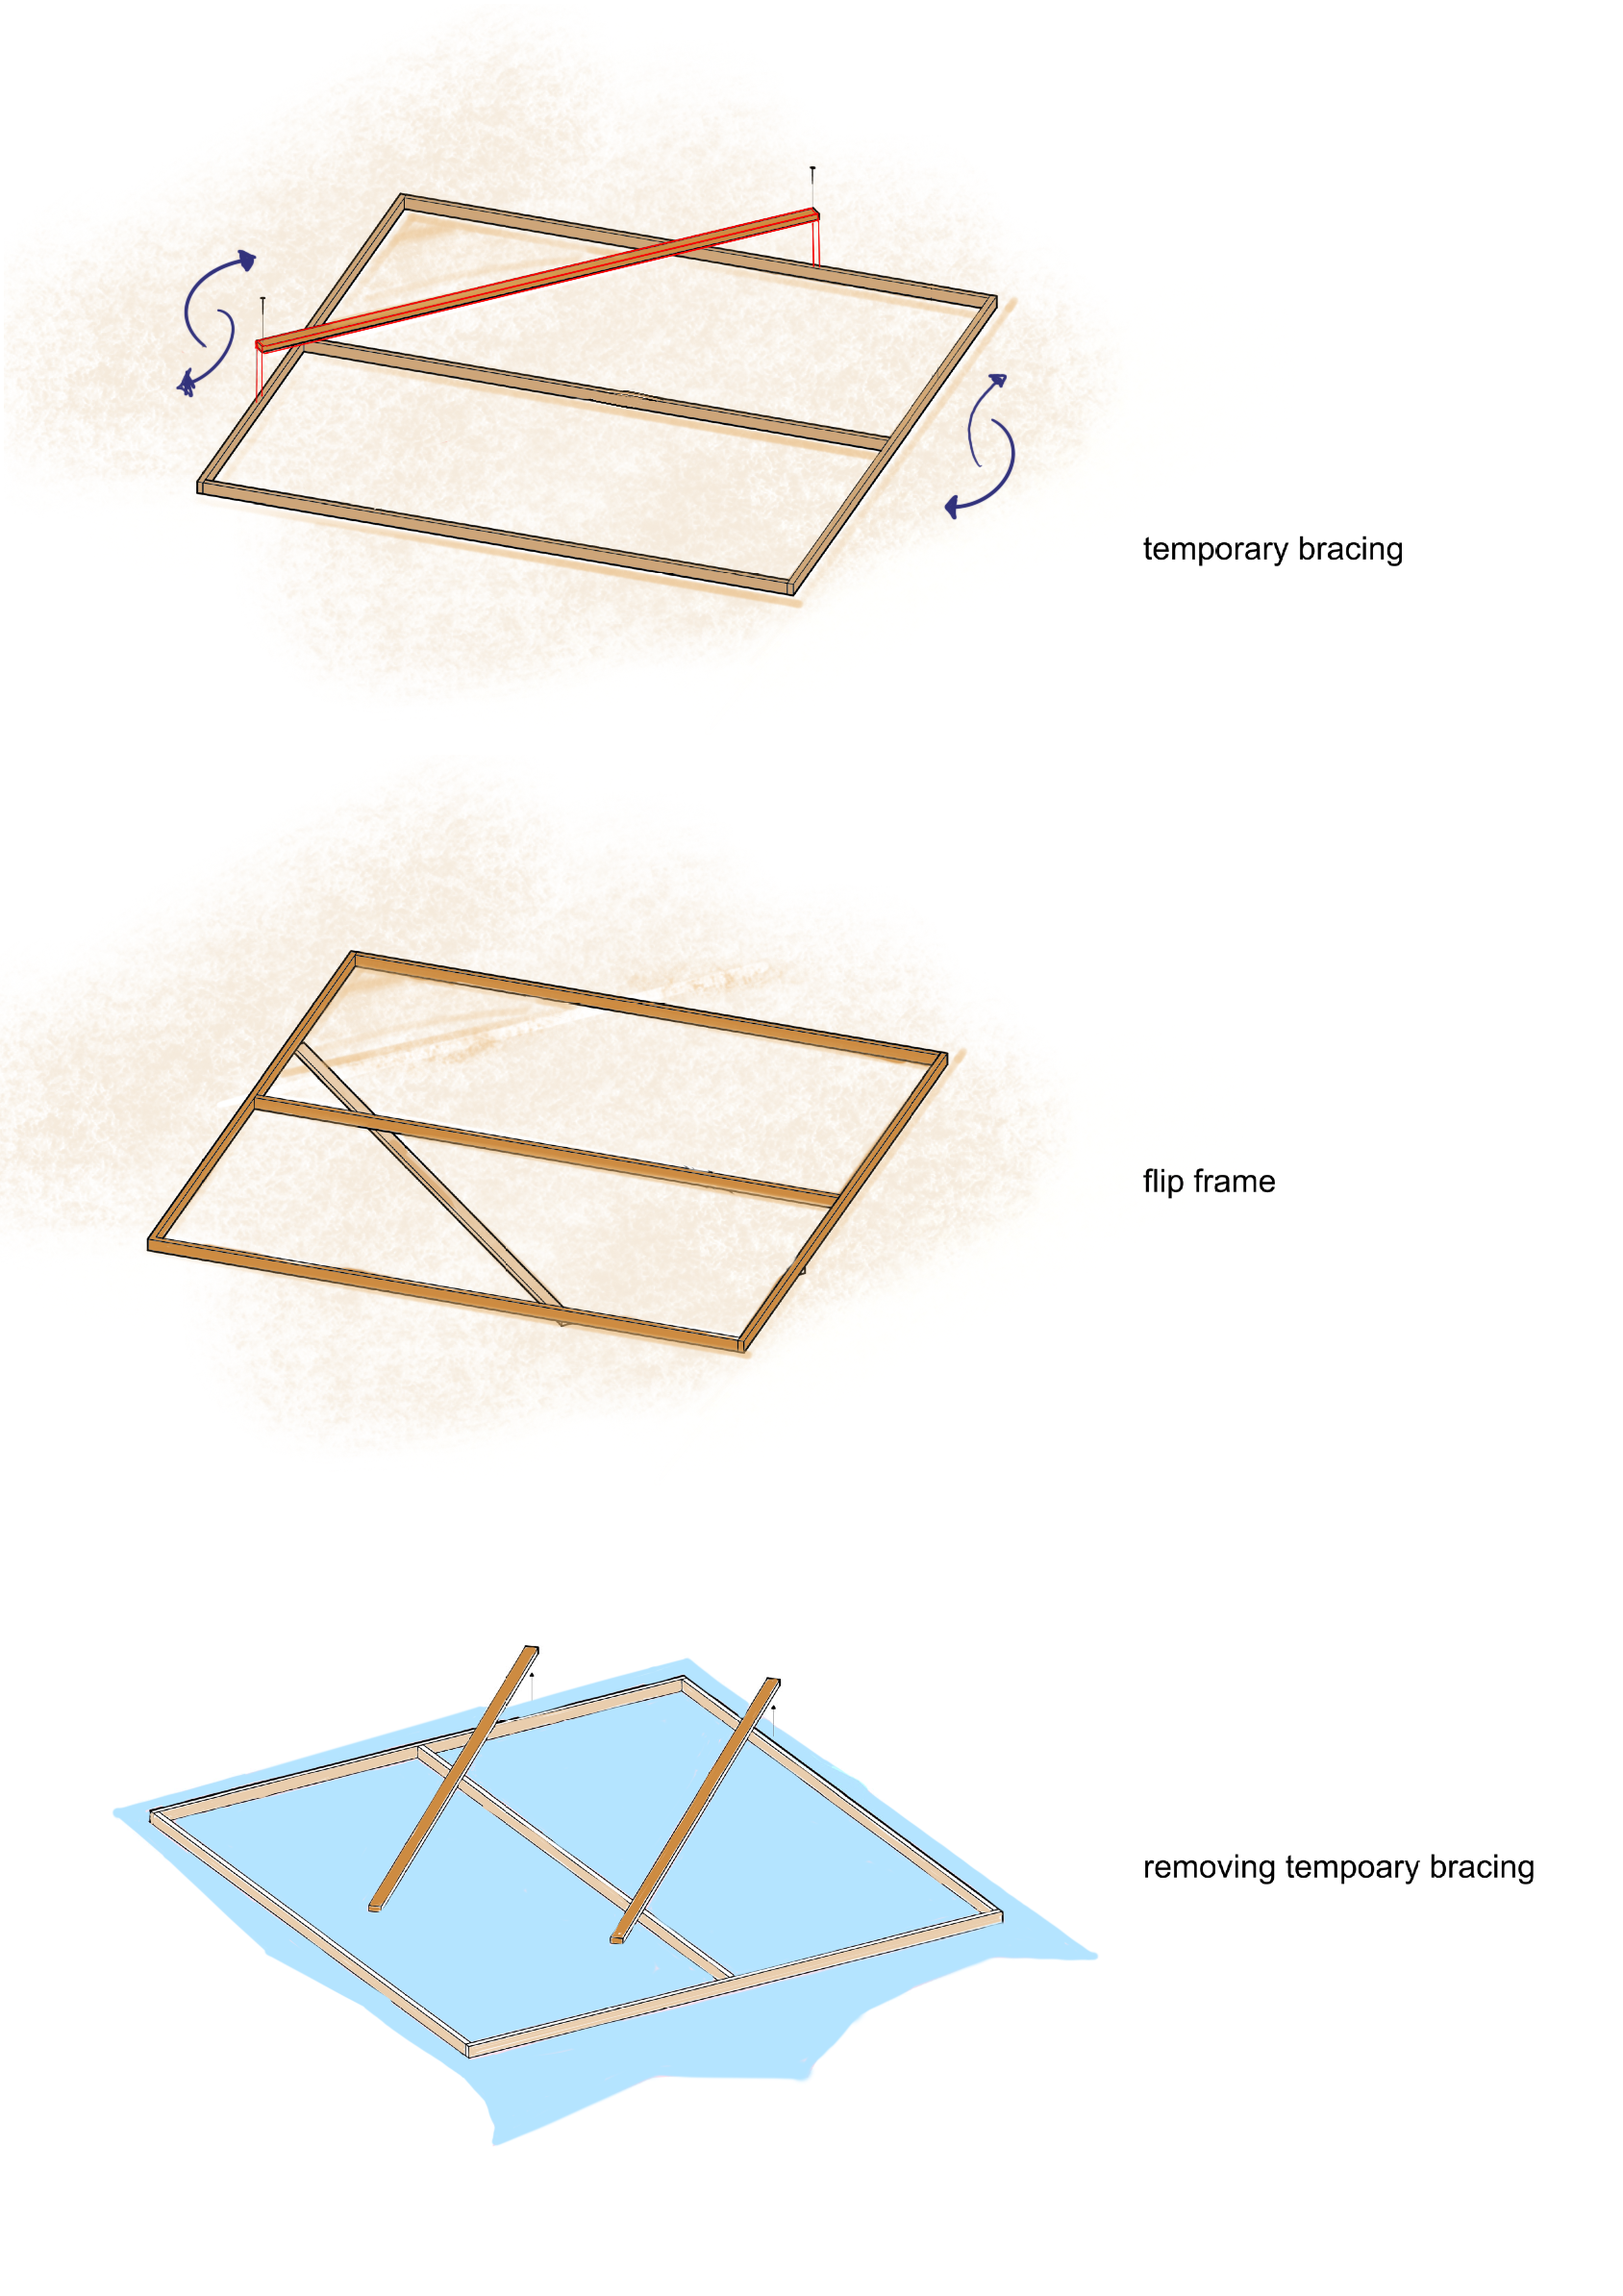 temporary bracing
flip frame
removing tempoary bracing